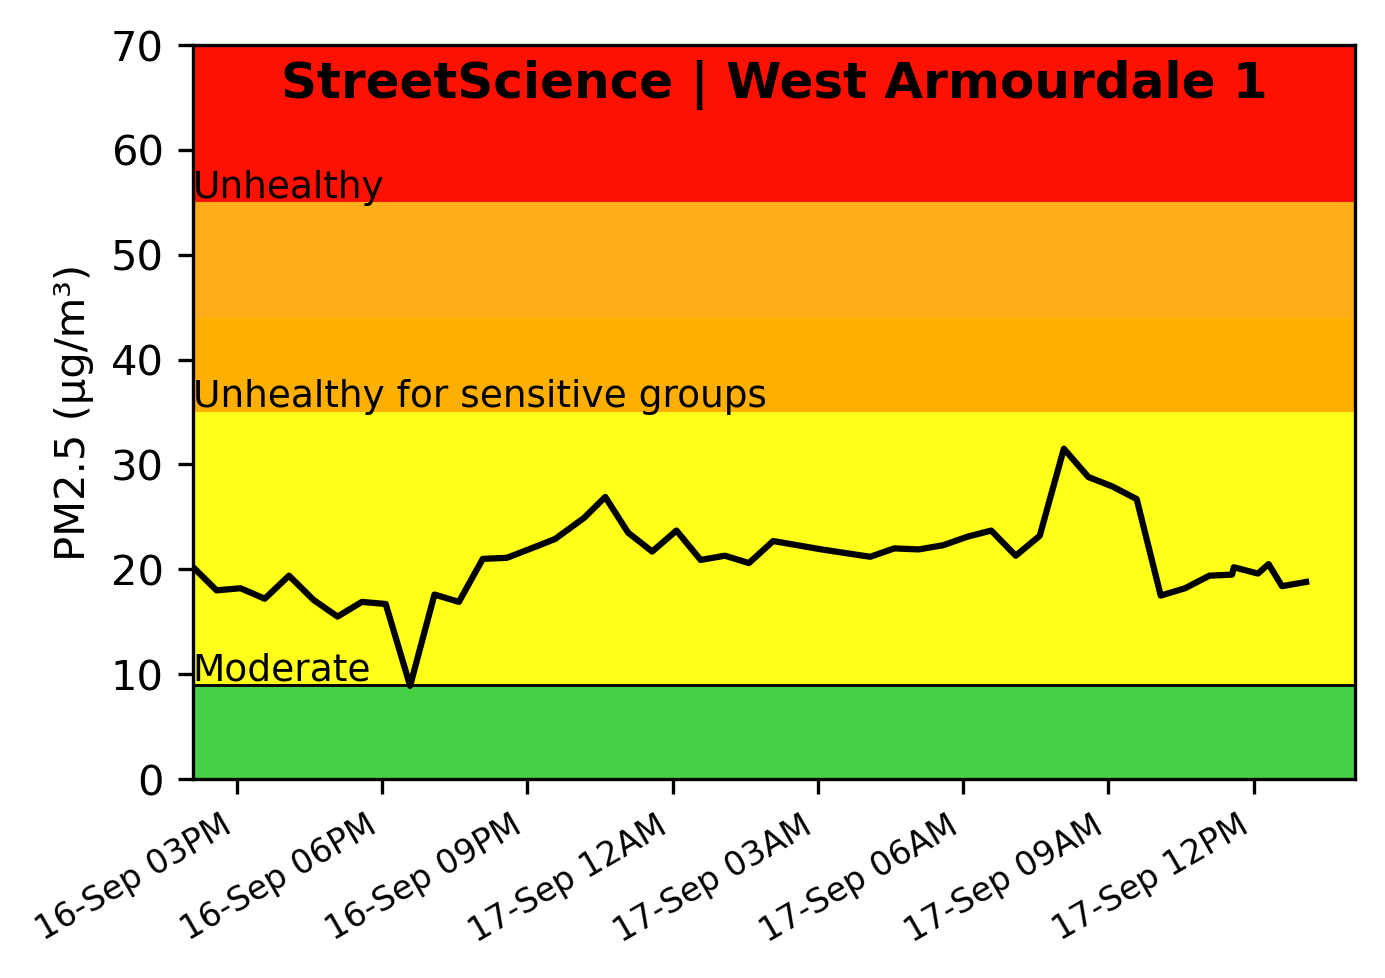 StreetScience | West Armourdale 1
70
60
50
40
30
20
10
0
PM2.5 (µg/m³)
Unhealthy
Unhealthy for sensitive groups
Moderate
16-Sep 03PM
16-Sep 06PM
16-Sep 09PM
17-Sep 12AM
17-Sep 03AM
17-Sep 06AM
17-Sep 09AM
17-Sep 12PM